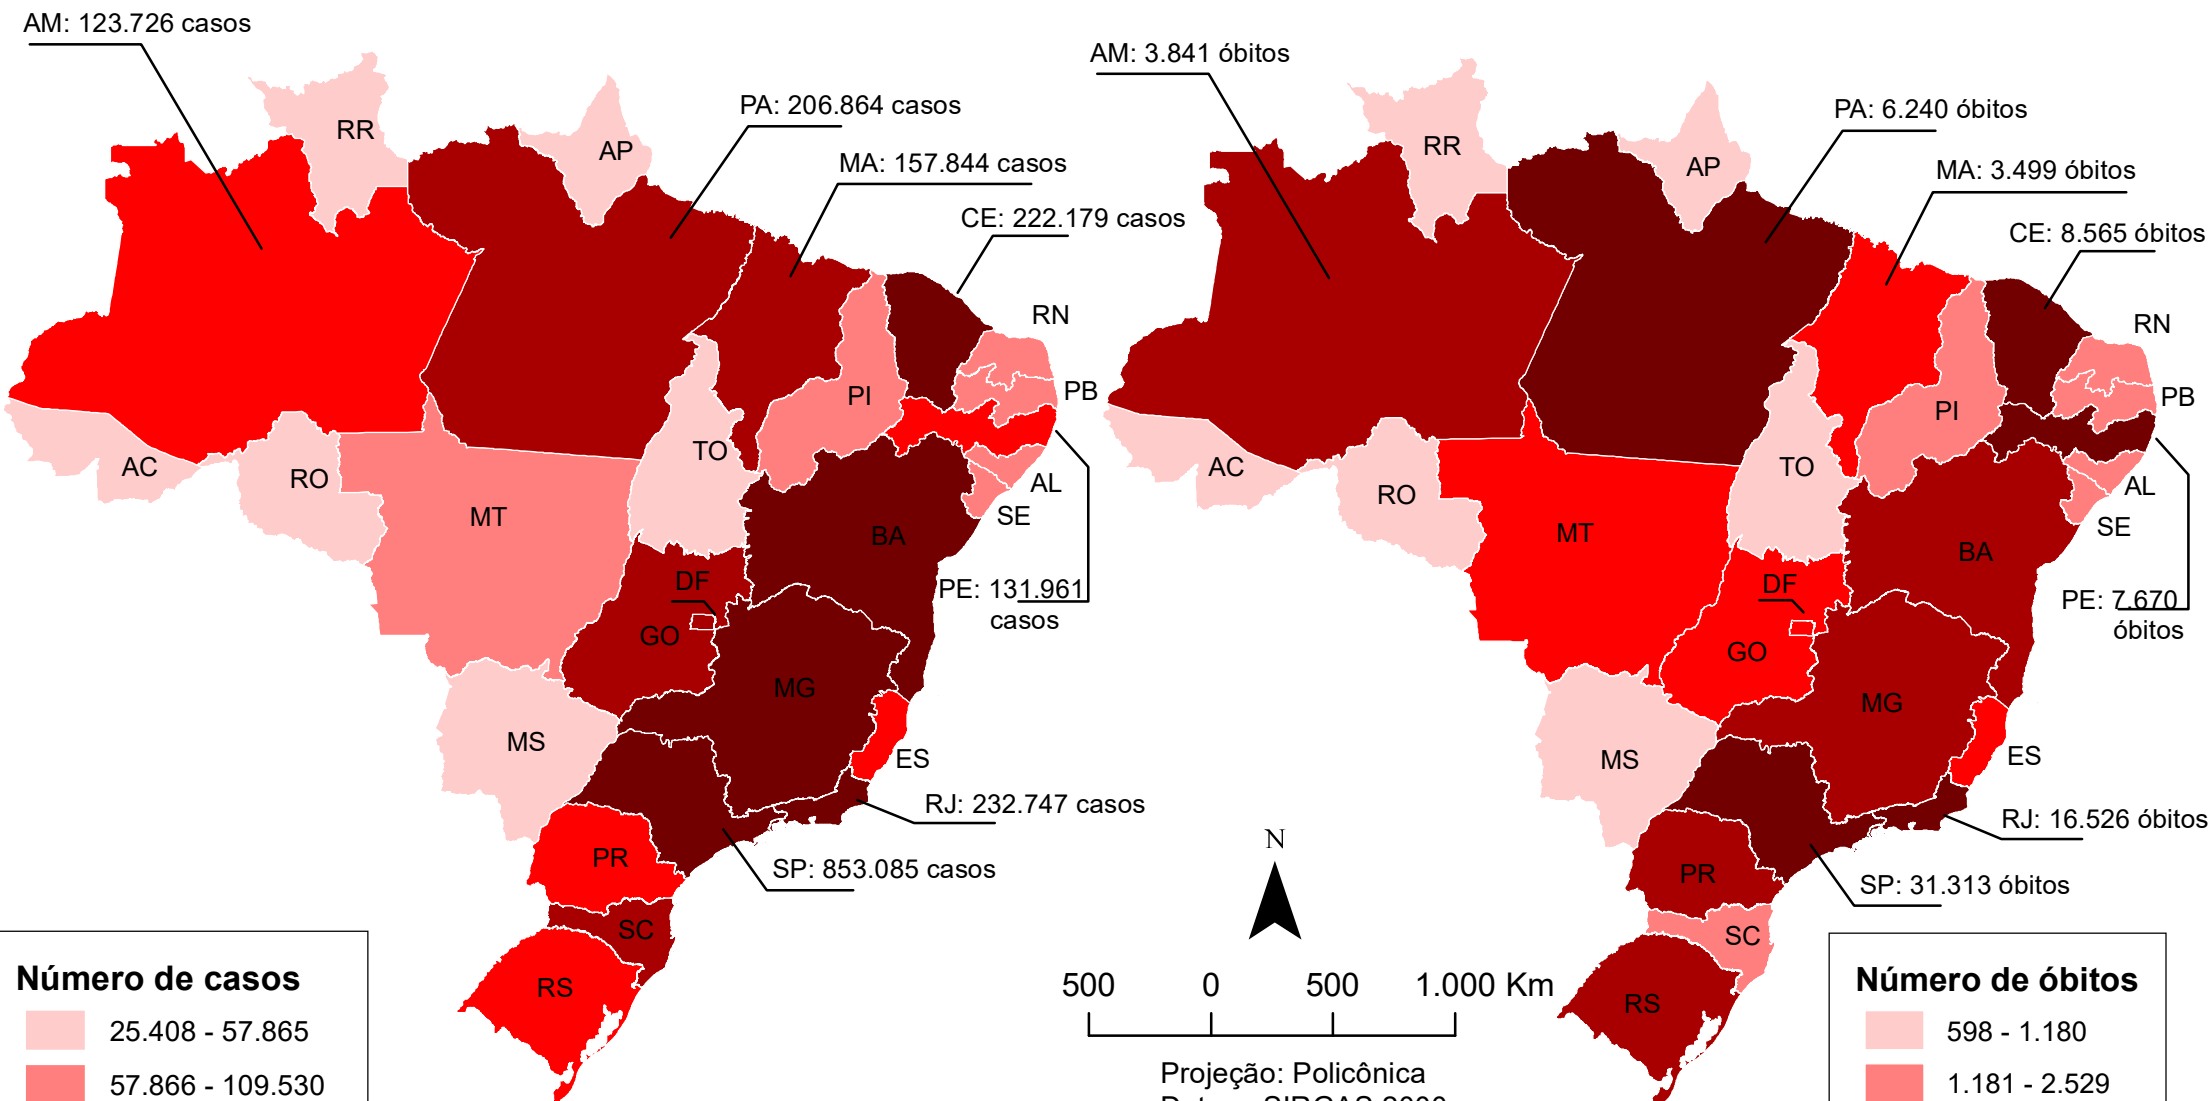 AM: 123.726 casos
RR
AP
PA: 206.864 casos
MA: 157.844 casos
CE: 222.179 casos
RN
PB
PI
TO
AC
RO
MT
AL
SE
BA
DF
PE: 131.961
casos
GO
MG
MS
ES
RJ: 232.747 casos
PR
SP: 853.085 casos
SC
RS
Número de casos
25.408 - 57.865
57.866 - 109.530
AM: 3.841 óbitos
RR
AP
PA: 6.240 óbitos
MA: 3.499 óbitos
CE: 8.565 óbitos
RN
PB
PI
TO
AC
RO
MT
AL
SE
BA
DF
PE: 7.670
óbitos
GO
MG
MS
ES
RJ: 16.526 óbitos
PR
SP: 31.313 óbitos
SC
RS
N
500 0 500 1.000 Km
Projeção: Policônica
Número de óbitos
598 - 1.180
1.181 - 2.529